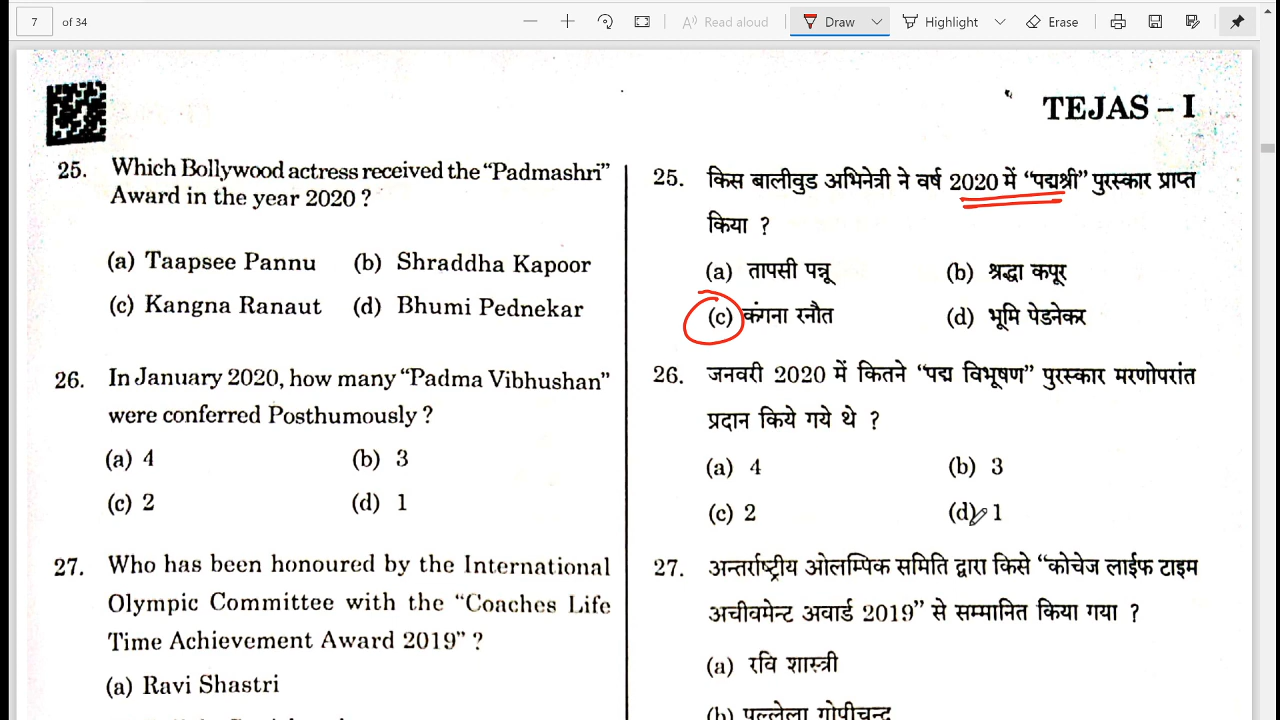 7 of 34 Read aloud Draw Highlight Erase
TEJAS – I
25. Which Bollywood actress received the “Padmashri”
Award in the year 2020 ?
(a) Taapsee Pannu (b) Shraddha Kapoor
(c) Kangna Ranaut (d) Bhumi Pednekar
26. In January 2020, how many “Padma Vibhushan”
were conferred Posthumously ?
(a) 4 (b) 3
(c) 2 (d) 1
27. Who has been honoured by the International
Olympic Committee with the “Coaches Life
Time Achievement Award 2019” ?
(a) Ravi Shastri
25. किस बालीवुड अभिनेत्री ने वर्ष 2020 में “पद्मश्री” पुरस्कार प्राप्त
किया ?
(a) तापसी पन्नू (b) श्रद्धा कपूर
(c) कंगना रनौत (d) भूमि पेडनेकर
26. जनवरी 2020 में कितने “पद्म विभूषण” पुरस्कार मरणोपरांत
प्रदान किये गये थे ?
(a) 4 (b) 3
(c) 2 (d) 1
27. अन्तर्राष्ट्रीय ओलम्पिक समिति द्वारा किसे “कोचेज लाईफ टाइम
अचीवमेन्ट अवार्ड 2019” से सम्मानित किया गया ?
(a) रवि शास्त्री
(b) पुल्लेला गोपीचन्द